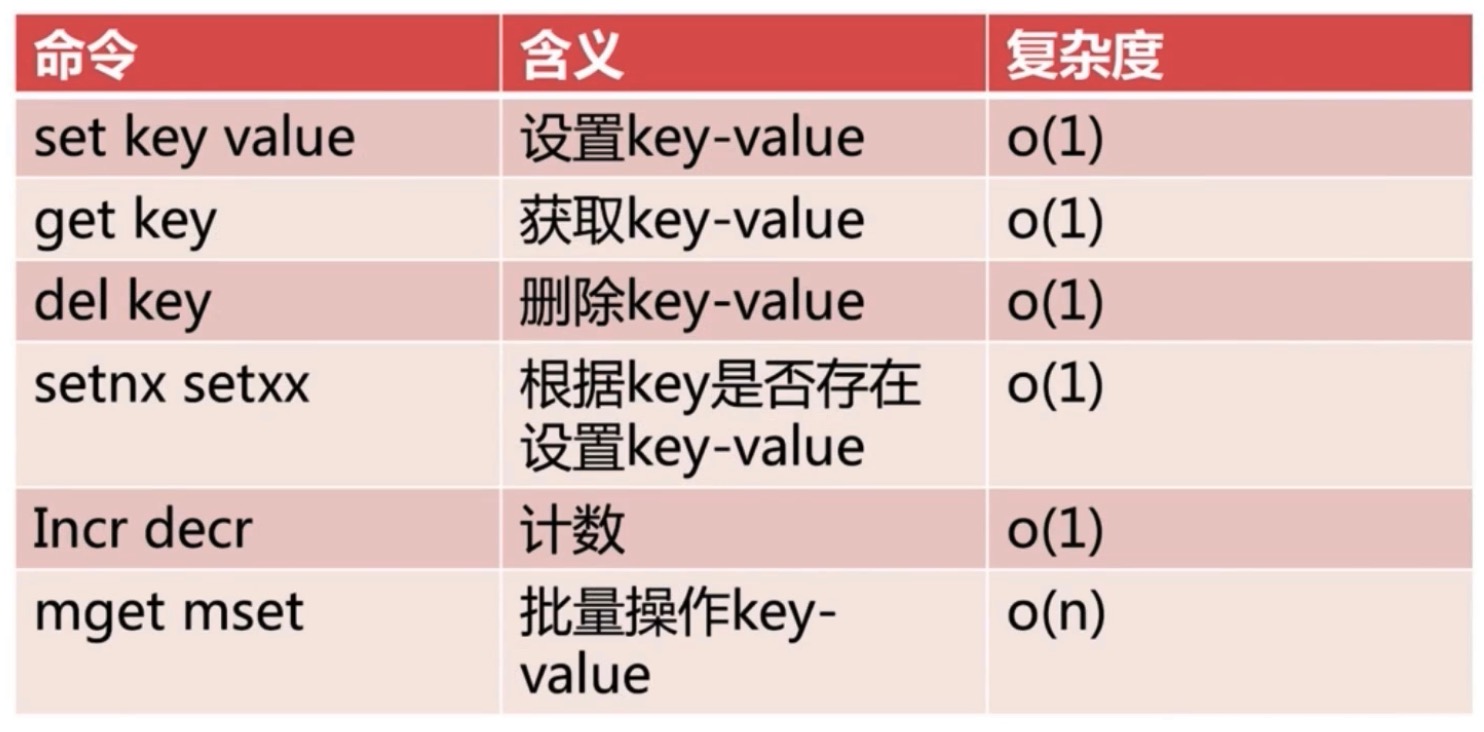 命令 含义 复杂度
set key value 设置key-value o(1)
get key 获取key-value o(1)
del key 删除key-value o(1)
setnx setxx 根据key是否存在 o(1)
设置key-value
Incr decr 计数 o(1)
mget mset 批量操作key- o(n)
value